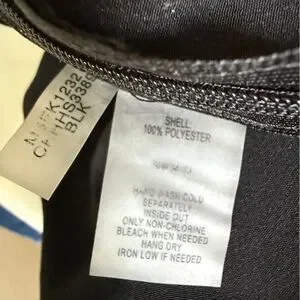 BLK
SHELL:
100% POLYESTER
HAND WASH COLD
SEPARATELY
INSIDE OUT
ONLY NON-CHLORINE
BLEACH WHEN NEEDED
HANG DRY
IRON LOW IF NEEDED